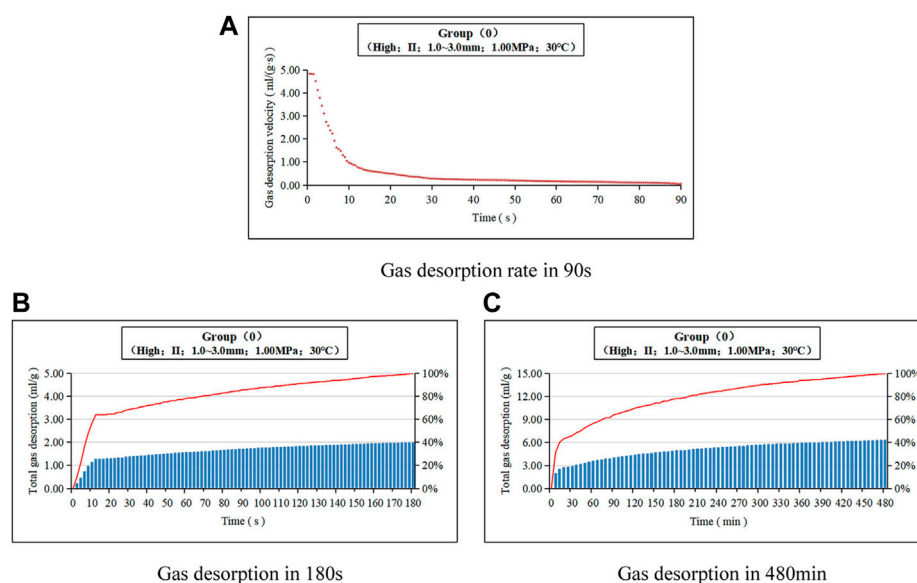 A
Group（0）
（High；II；1.0~3.0mm；1.00MPa；30℃）
Gas desorption velocity（ml/(g·s)）
5.00
4.00
3.00
2.00
1.00
0.00
0 10 20 30 40 50 60 70 80 90
Time（s）
Gas desorption rate in 90s
B
Group（0）
（High；II；1.0~3.0mm；1.00MPa；30℃）
Total gas desorption (ml/g）
5.00 100%
4.00 80%
3.00 60%
2.00 40%
1.00 20%
0.00 0%
0 10 20 30 40 50 60 70 80 90 100 110 120 130 140 150 160 170 181
Time（s）
Gas desorption in 180s
C
Group（0）
（High；II；1.0~3.0mm；1.00MPa；30℃）
Total gas desorption (ml/g）
15.00 100%
12.00 80%
9.00 60%
6.00 40%
3.00 20%
0.00 0%
0 30 60 90 120 150 180 210 240 270 300 330 360 390 420 450 480
Time（min）
Gas desorption in 480min